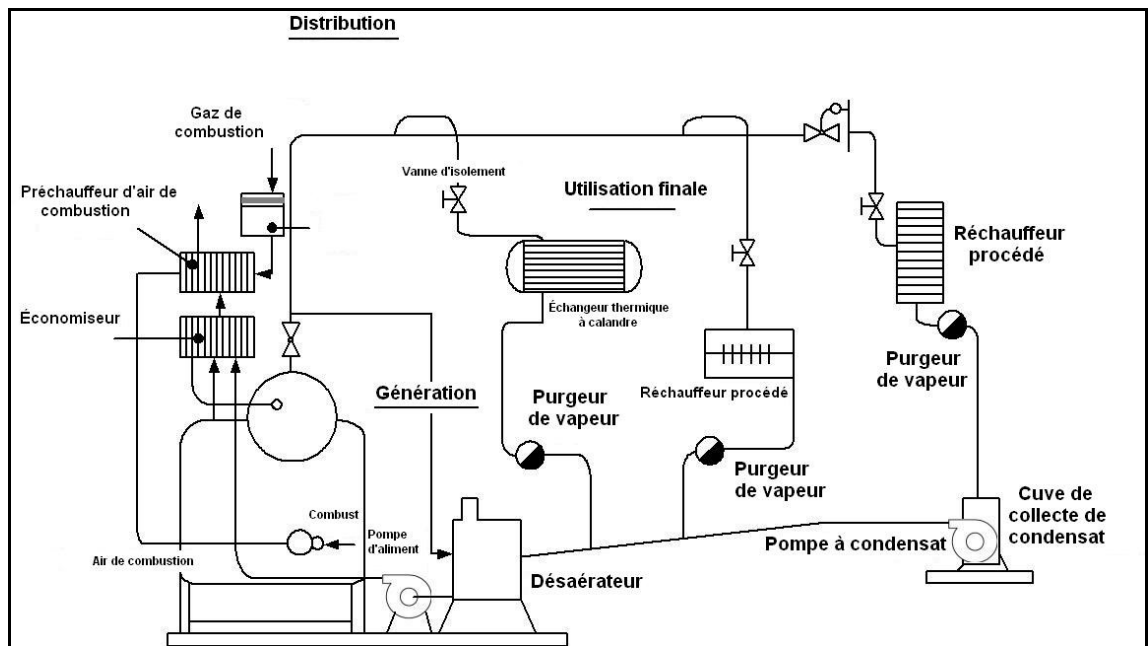 Distribution
Gaz de
combustion
Préchauffeur d'air de
combustion
Vanne d'isolement
Utilisation finale
Réchauffeur
procédé
Échangeur thermique
à calandre
Économiseur
Génération
Purgeur
de vapeur
Réchauffeur procédé
Purgeur
de vapeur
Purgeur
de vapeur
Combust
Pompe
d'aliment
Air de combustion
Désaérateur
Pompe à condensat
Cuve de
collecte de
condensat